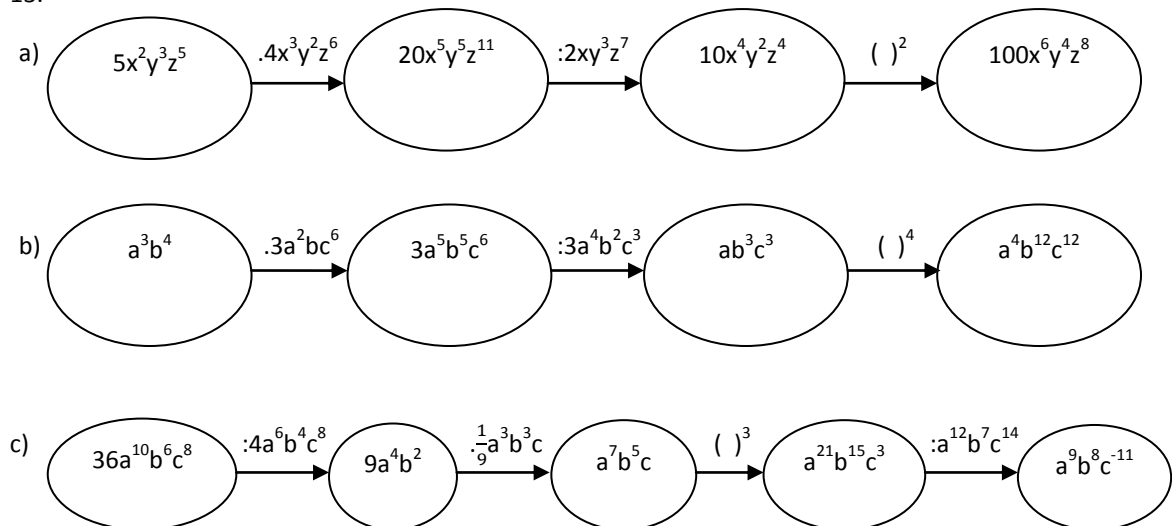 a) 5x²y³z⁵ .4x³y²z⁶ 20x⁵y⁵z¹¹ :2xy³z⁷ 10x⁴y²z⁴ ( )² 100x⁶y⁴z⁸
b) a³b⁴ .3a²bc⁶ 3a⁵b⁵c⁶ :3a⁴b²c³ ab³c³ ( )⁴ a⁴b¹²c¹²
c) 36a¹⁰b⁶c⁸ :4a⁶b⁴c⁸ 9a⁴b² .1/9a³b³c a⁷b⁵c ( )³ a²¹b¹⁵c³ :a¹²b⁷c¹⁴ a⁹b⁸c⁻¹¹